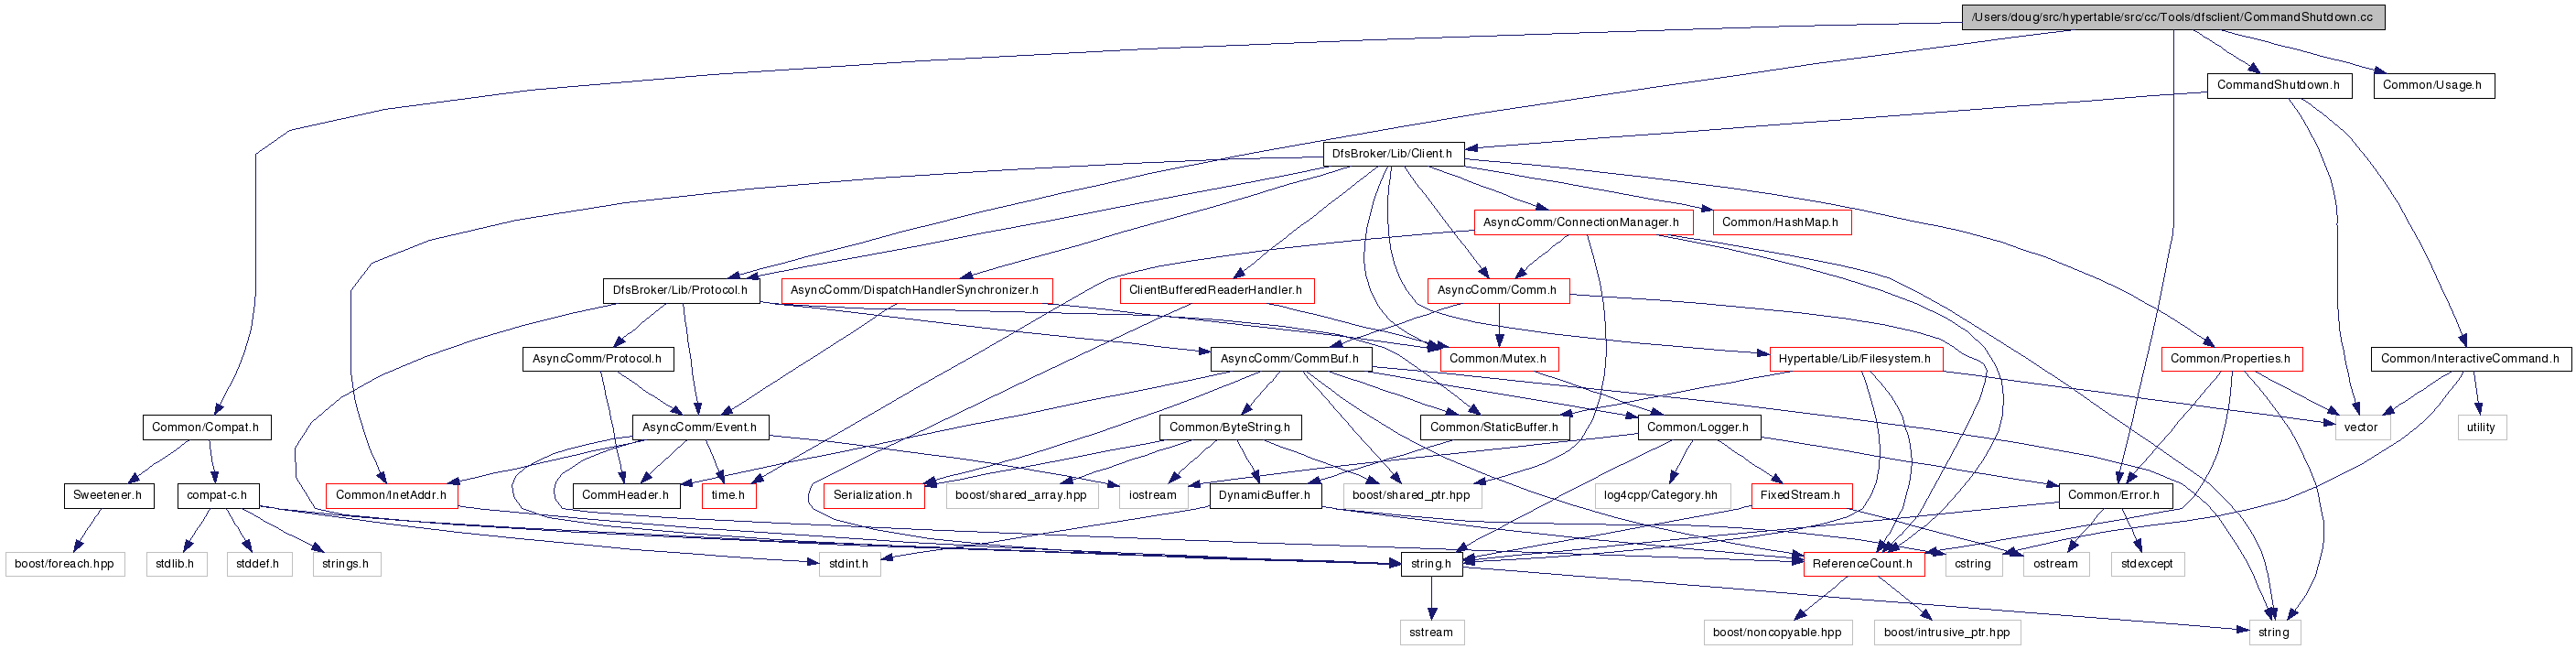 /Users/doug/src/hypertable/src/cc/Tools/dfsclient/CommandShutdown.cc
CommandShutdown.h
Common/Usage.h
DfsBroker/Lib/Client.h
AsyncComm/ConnectionManager.h
Common/HashMap.h
DfsBroker/Lib/Protocol.h
AsyncComm/DispatchHandlerSynchronizer.h
ClientBufferedReaderHandler.h
AsyncComm/Comm.h
AsyncComm/Protocol.h
AsyncComm/CommBuf.h
Common/Mutex.h
Hypertable/Lib/Filesystem.h
Common/Properties.h
Common/InteractiveCommand.h
Common/Compat.h
AsyncComm/Event.h
Common/ByteString.h
Common/StaticBuffer.h
Common/Logger.h
vector
utility
Sweetener.h
compat-c.h
Common/InetAddr.h
CommHeader.h
time.h
Serialization.h
boost/shared_array.hpp
iostream
DynamicBuffer.h
boost/shared_ptr.hpp
log4cpp/Category.hh
FixedStream.h
Common/Error.h
boost/foreach.hpp
stdlib.h
stddef.h
strings.h
stdint.h
string.h
ReferenceCount.h
cstring
ostream
stdexcept
sstream
boost/noncopyable.hpp
boost/intrusive_ptr.hpp
string